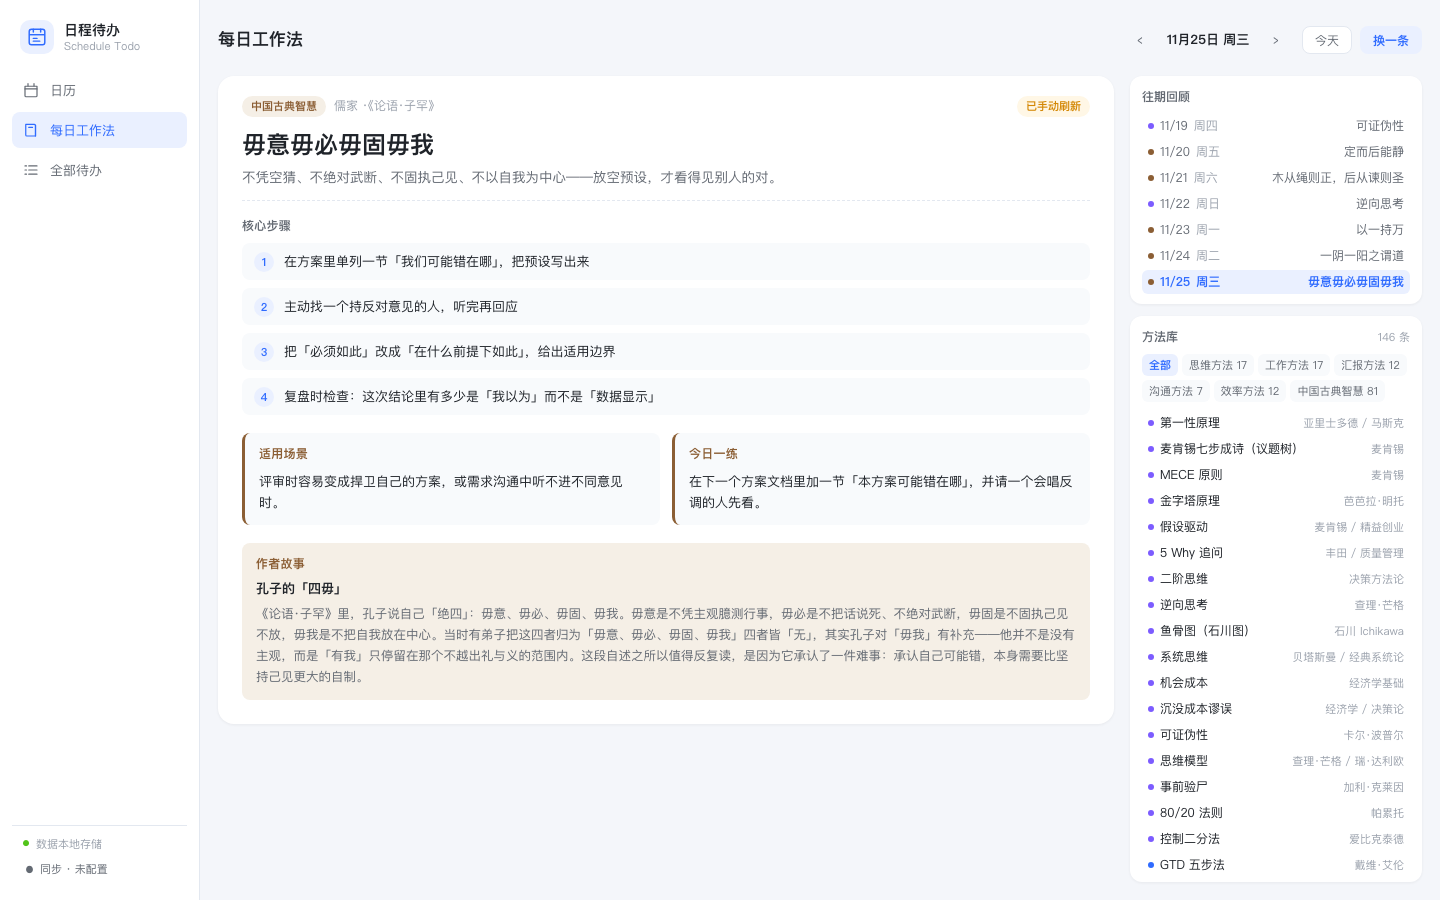 日程待办
Schedule Todo
日历
每日工作法
全部待办
数据本地存储
同步 · 未配置
每日工作法
‹ 11月25日 周三 › 今天 换一条
中国古典智慧 儒家 ·《论语·子罕》 已手动刷新
毋意毋必毋固毋我
不凭空猜、不绝对武断、不固执己见、不以自我为中心——放空预设，才看得见别人的对。
核心步骤
1 在方案里单列一节「我们可能错在哪」，把预设写出来
2 主动找一个持反对意见的人，听完再回应
3 把「必须如此」改成「在什么前提下如此」，给出适用边界
4 复盘时检查：这次结论里有多少是「我以为」而不是「数据显示」
适用场景
评审时容易变成捍卫自己的方案，或需求沟通中听不进不同意见
时。
今日一练
在下一个方案文档里加一节「本方案可能错在哪」，并请一个会唱反
调的人先看。
作者故事
孔子的「四毋」
《论语·子罕》里，孔子说自己「绝四」：毋意、毋必、毋固、毋我。毋意是不凭主观臆测行事，毋必是不把话说死、不绝对武断，毋固是不固执己见
不放，毋我是不把自我放在中心。当时有弟子把这四者归为「毋意、毋必、毋固、毋我」四者皆「无」，其实孔子对「毋我」有补充——他并不是没有
主观，而是「有我」只停留在那个不越出礼与义的范围内。这段自述之所以值得反复读，是因为它承认了一件难事：承认自己可能错，本身需要比坚
持己见更大的自制。
往期回顾
11/19 周四 可证伪性
11/20 周五 定而后能静
11/21 周六 木从绳则正，后从谏则圣
11/22 周日 逆向思考
11/23 周一 以一持万
11/24 周二 一阴一阳之谓道
11/25 周三 毋意毋必毋固毋我
方法库 146 条
全部 思维方法 17 工作方法 17 汇报方法 12
沟通方法 7 效率方法 12 中国古典智慧 81
第一性原理 亚里士多德 / 马斯克
麦肯锡七步成诗（议题树） 麦肯锡
MECE 原则 麦肯锡
金字塔原理 芭芭拉·明托
假设驱动 麦肯锡 / 精益创业
5 Why 追问 丰田 / 质量管理
二阶思维 决策方法论
逆向思考 查理·芒格
鱼骨图（石川图） 石川 Ichikawa
系统思维 贝塔斯曼 / 经典系统论
机会成本 经济学基础
沉没成本谬误 经济学 / 决策论
可证伪性 卡尔·波普尔
思维模型 查理·芒格 / 瑞·达利欧
事前验尸 加利·克莱因
80/20 法则 帕累托
控制二分法 爱比克泰德
GTD 五步法 戴维·艾伦